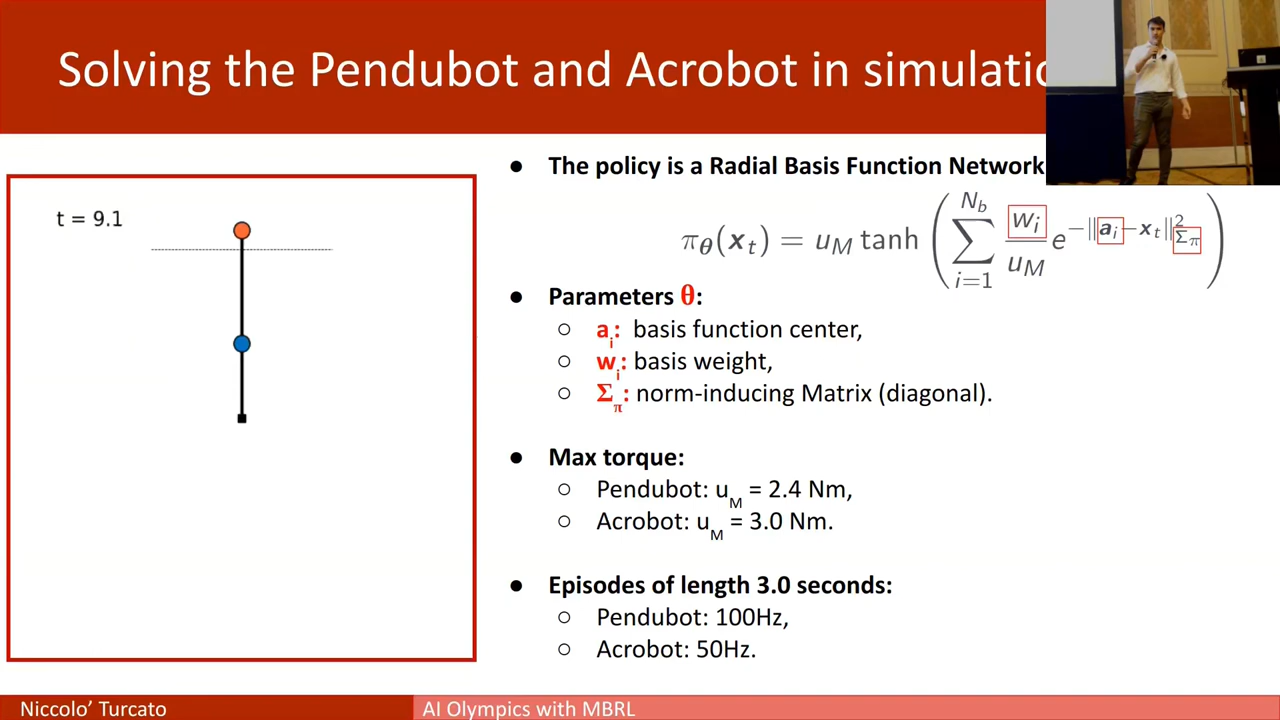 Solving the Pendubot and Acrobot in simulatio
t = 9.1
● The policy is a Radial Basis Function Network
π_θ(x_t) = u_M tanh ( ∑_{i=1}^{N_b} w_i / u_M e^{−‖a_i − x_t‖²_{Σ_π}} )
● Parameters θ:
○ a_i: basis function center,
○ w_i: basis weight,
○ Σ_π: norm-inducing Matrix (diagonal).
● Max torque:
○ Pendubot: u_M = 2.4 Nm,
○ Acrobot: u_M = 3.0 Nm.
● Episodes of length 3.0 seconds:
○ Pendubot: 100Hz,
○ Acrobot: 50Hz.
Niccolo’ Turcato
AI Olympics with MBRL